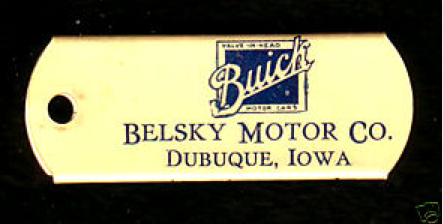 VALVE-IN-HEAD
Buick
MOTOR CARS
BELSKY MOTOR CO.
DUBUQUE, IOWA